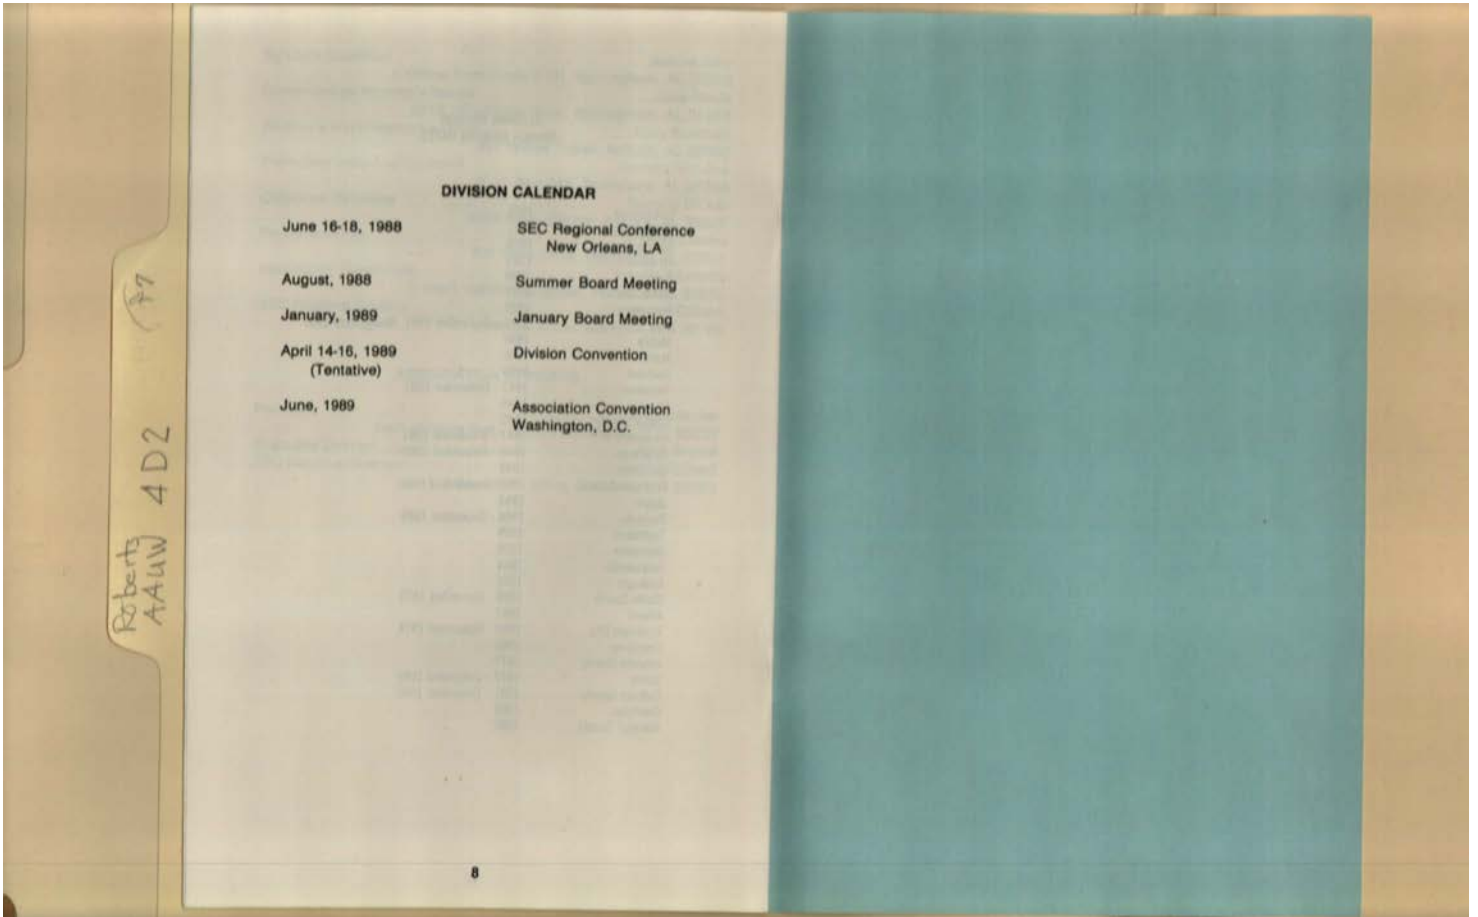 DIVISION CALENDAR
June 16-18, 1988 SEC Regional Conference
New Orleans, LA
August, 1988 Summer Board Meeting
January, 1989 January Board Meeting
April 14-16, 1989 Division Convention
(Tentative)
June, 1989 Association Convention
Washington, D.C.
8
Roberts
AAUW 4D2